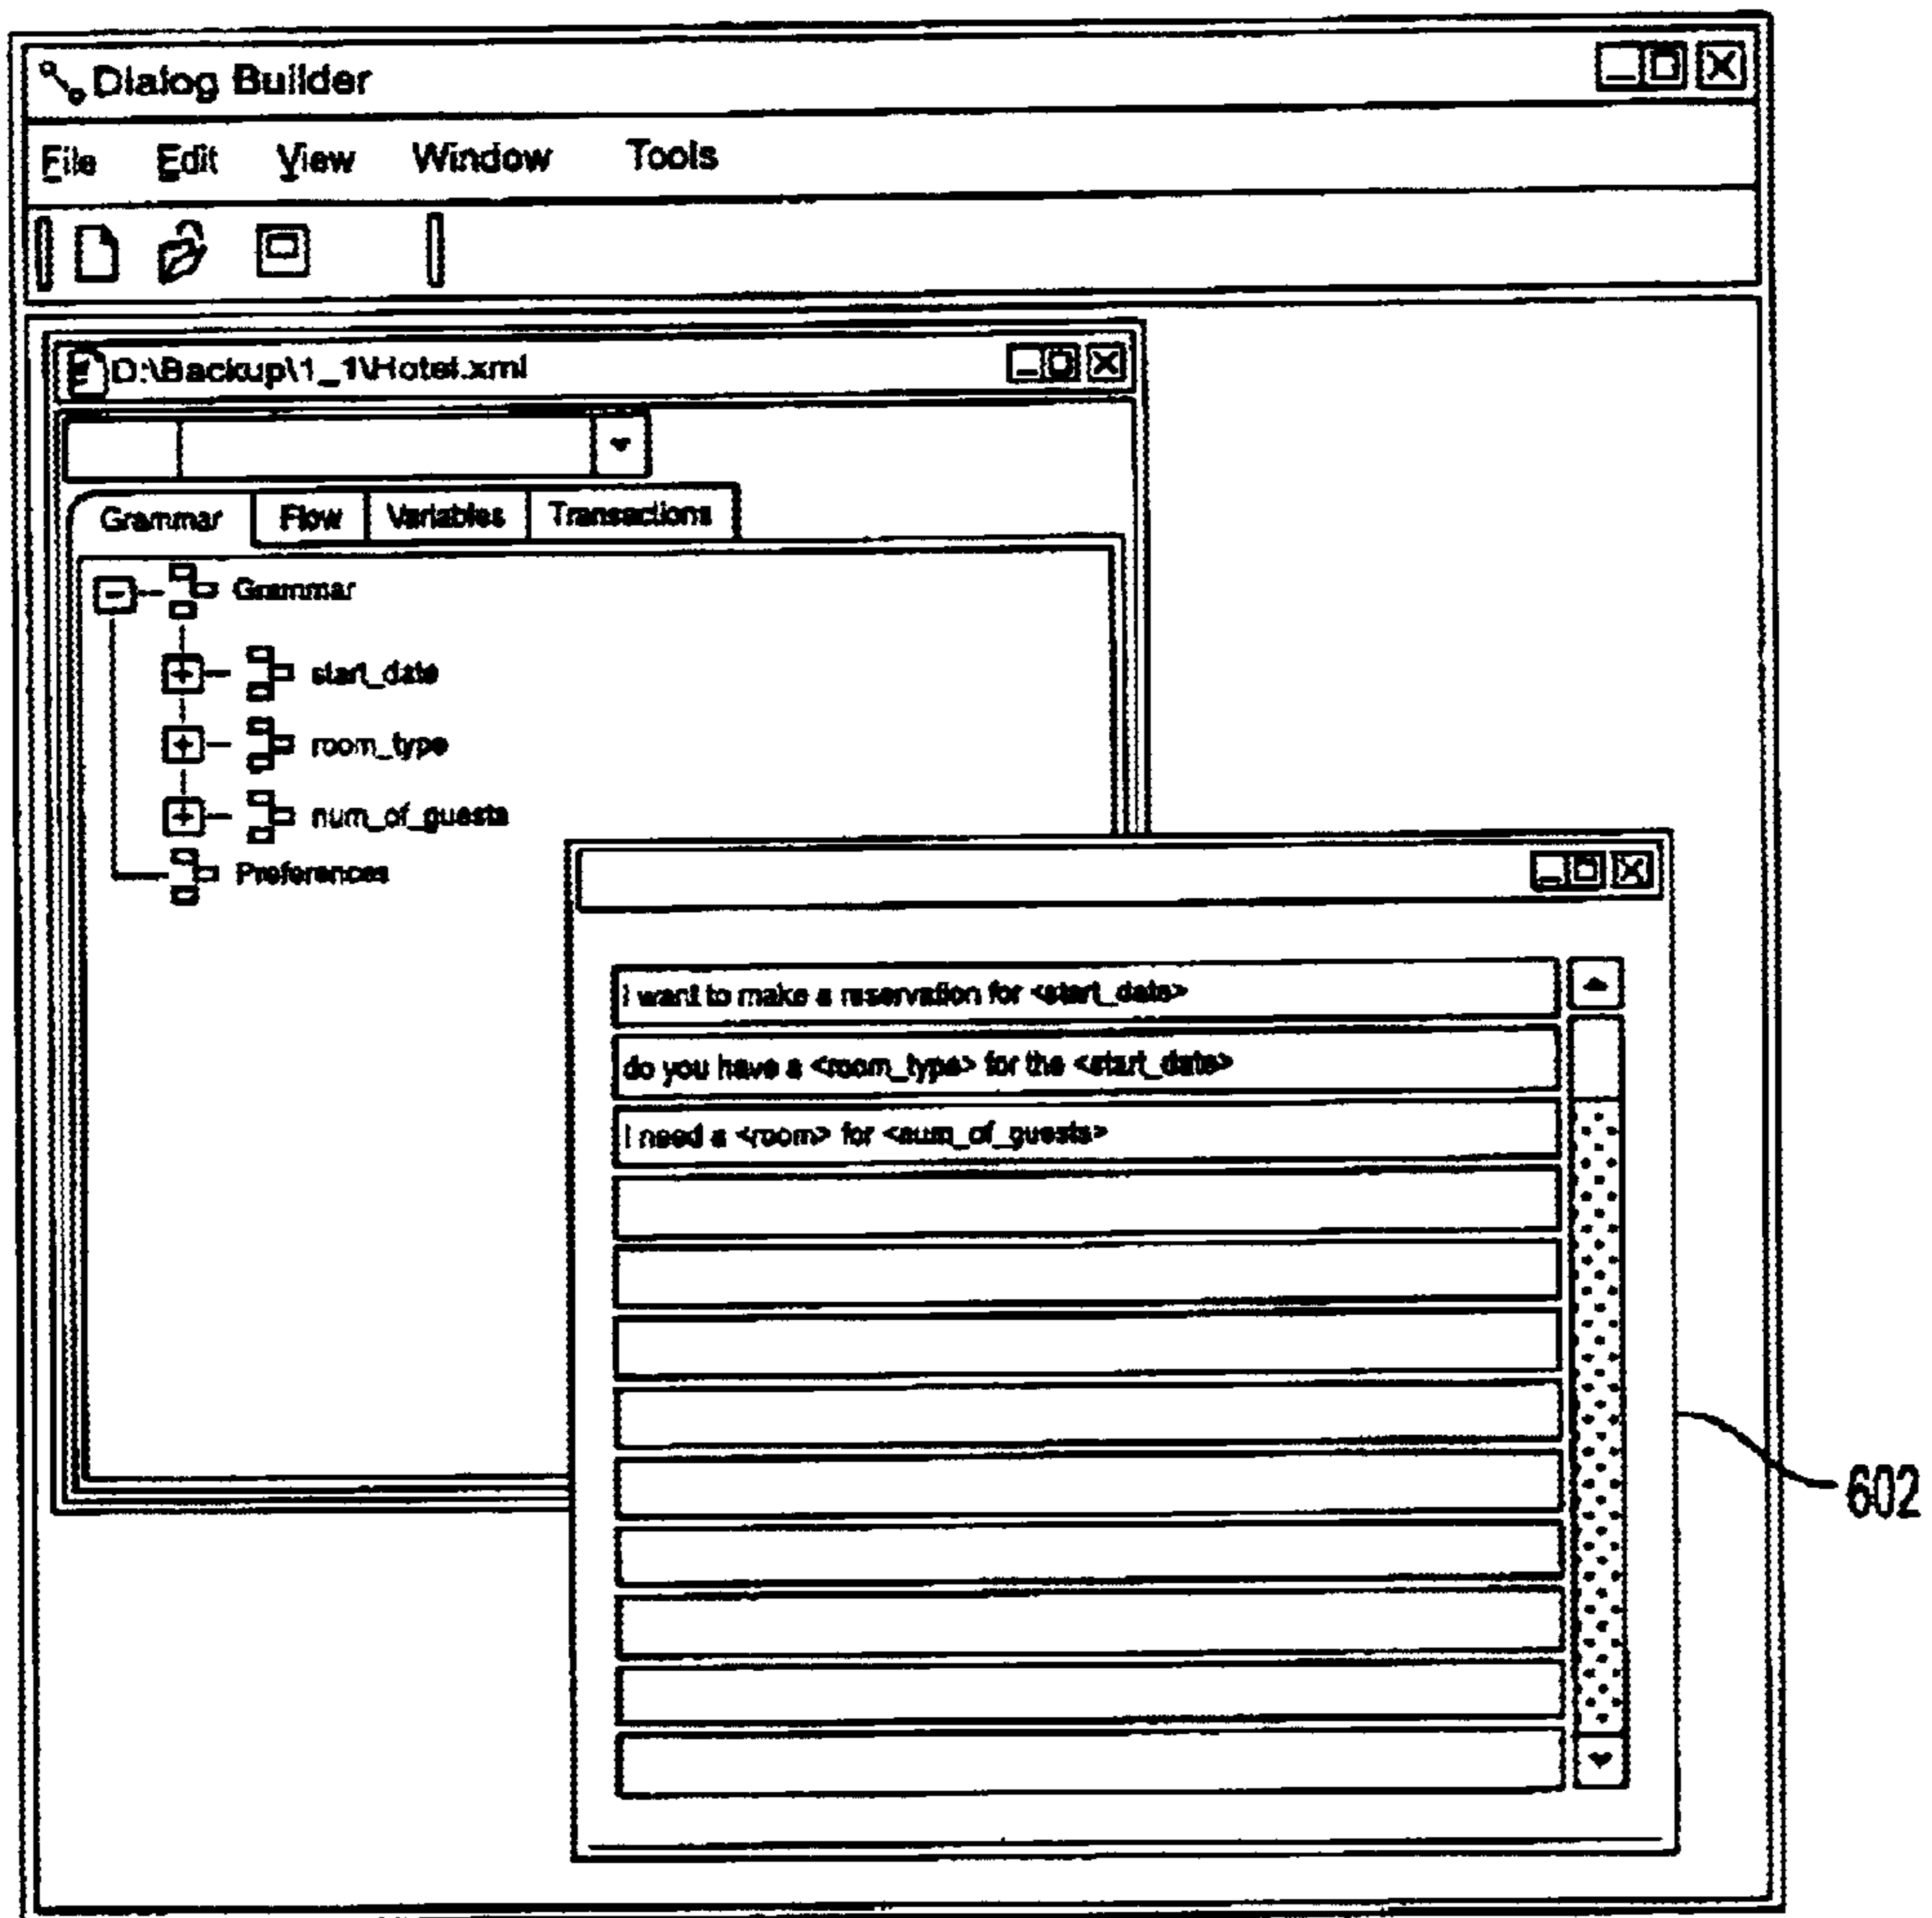 Dialog Builder
File Edit View Window Tools
D:\Backup\1_1\Hotel.xml
Grammar Flow Variables Transactions
Grammar
start_date
room_type
num_of_guests
Preferences
I want to make a reservation for <start_date>
do you have a <room_type> for the <start_date>
I need a <room> for <num_of_guests>
602